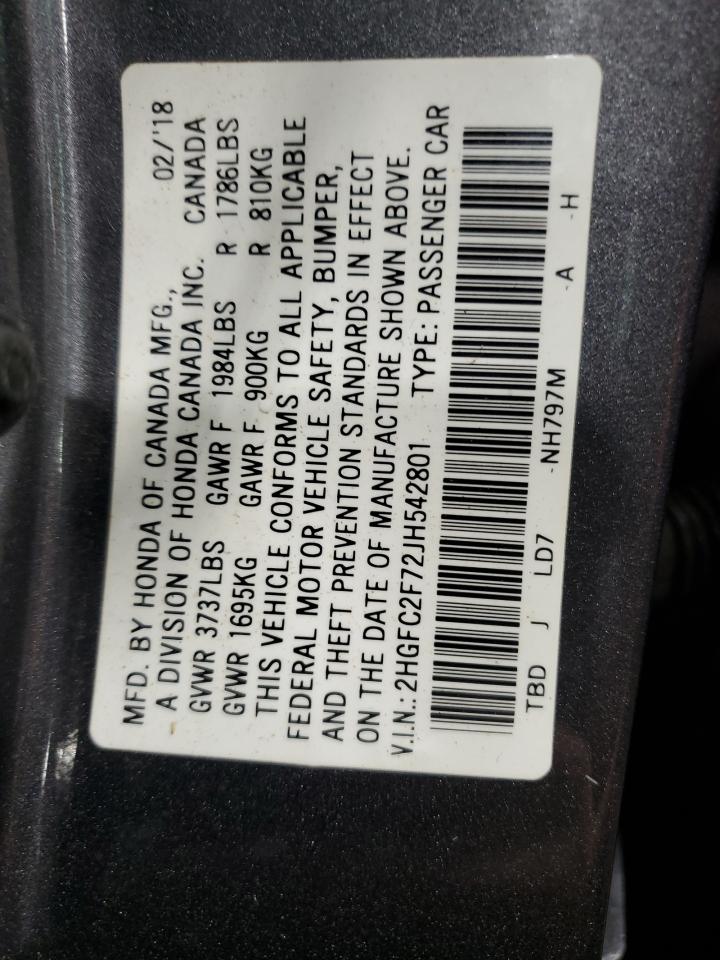 MFD. BY HONDA OF CANADA MFG., 02/'18
A DIVISION OF HONDA CANADA INC. CANADA
GVWR 3737LBS GAWR F 1984LBS R 1786LBS
GVWR 1695KG GAWR F 900KG R 810KG
THIS VEHICLE CONFORMS TO ALL APPLICABLE
FEDERAL MOTOR VEHICLE SAFETY, BUMPER,
AND THEFT PREVENTION STANDARDS IN EFFECT
ON THE DATE OF MANUFACTURE SHOWN ABOVE.
V.I.N.: 2HGFC2F72JH542801 TYPE: PASSENGER CAR
TBD J LD7 -NH797M -A -H